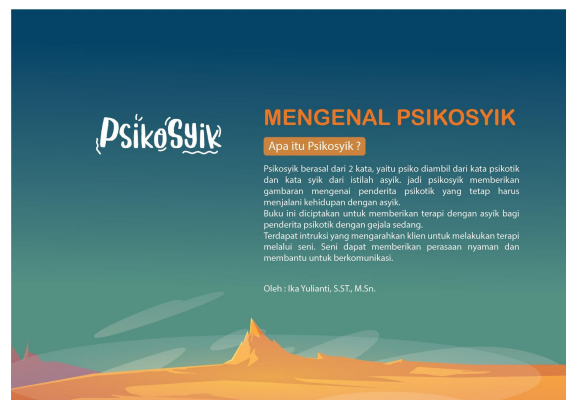 PsikoSyik
MENGENAL PSIKOSYIK
Apa itu Psikosyik ?
Psikosyik berasal dari 2 kata, yaitu psiko diambil dari kata psikotik
dan kata syik dari istilah asyik. jadi psikosyik memberikan
gambaran mengenai penderita psikotik yang tetap harus
menjalani kehidupan dengan asyik.
Buku ini diciptakan untuk memberikan terapi dengan asyik bagi
penderita psikotik dengan gejala sedang.
Terdapat intruksi yang mengarahkan klien untuk melakukan terapi
melalui seni. Seni dapat memberikan perasaan nyaman dan
membantu untuk berkomunikasi.
Oleh : Ika Yulianti, S.ST., M.Sn.